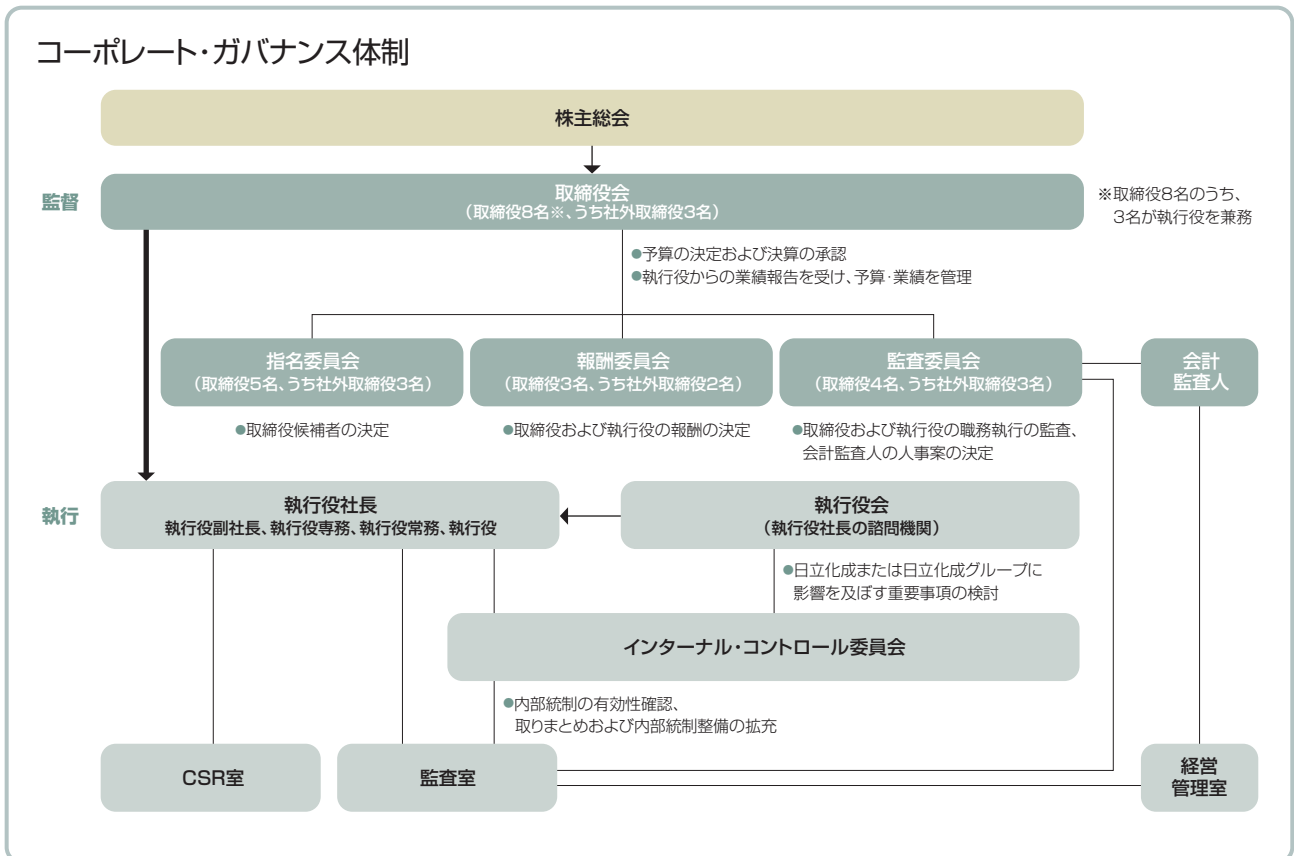 コーポレート・ガバナンス体制
株主総会
監督
取締役会
（取締役8名※、うち社外取締役3名）
※取締役8名のうち、
3名が執行役を兼務
●予算の決定および決算の承認
●執行役からの業績報告を受け、予算・業績を管理
指名委員会
（取締役5名、うち社外取締役3名）
報酬委員会
（取締役3名、うち社外取締役2名）
監査委員会
（取締役4名、うち社外取締役3名）
会計
監査人
●取締役候補者の決定
●取締役および執行役の報酬の決定
●取締役および執行役の職務執行の監査、
会計監査人の人事案の決定
執行
執行役社長
執行役副社長、執行役専務、執行役常務、執行役
執行役会
（執行役社長の諮問機関）
●日立化成または日立化成グループに
影響を及ぼす重要事項の検討
インターナル・コントロール委員会
●内部統制の有効性確認、
取りまとめおよび内部統制整備の拡充
CSR室
監査室
経営
管理室